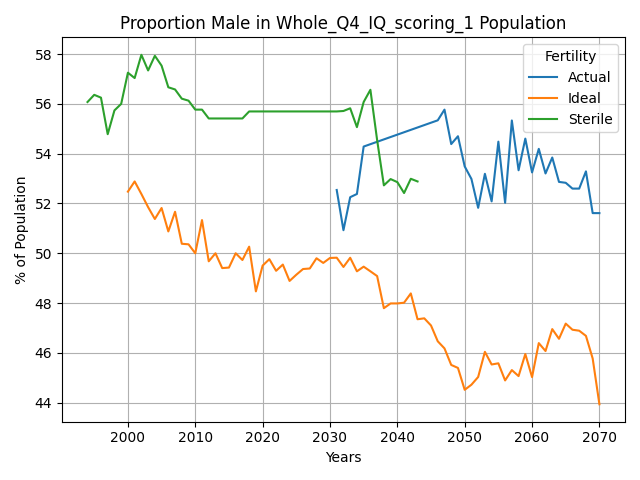 Proportion Male in Whole_Q4_IQ_scoring_1 Population
Fertility
Actual
Ideal
Sterile
% of Population
58
56
54
52
50
48
46
44
2000
2010
2020
2030
2040
2050
2060
2070
Years